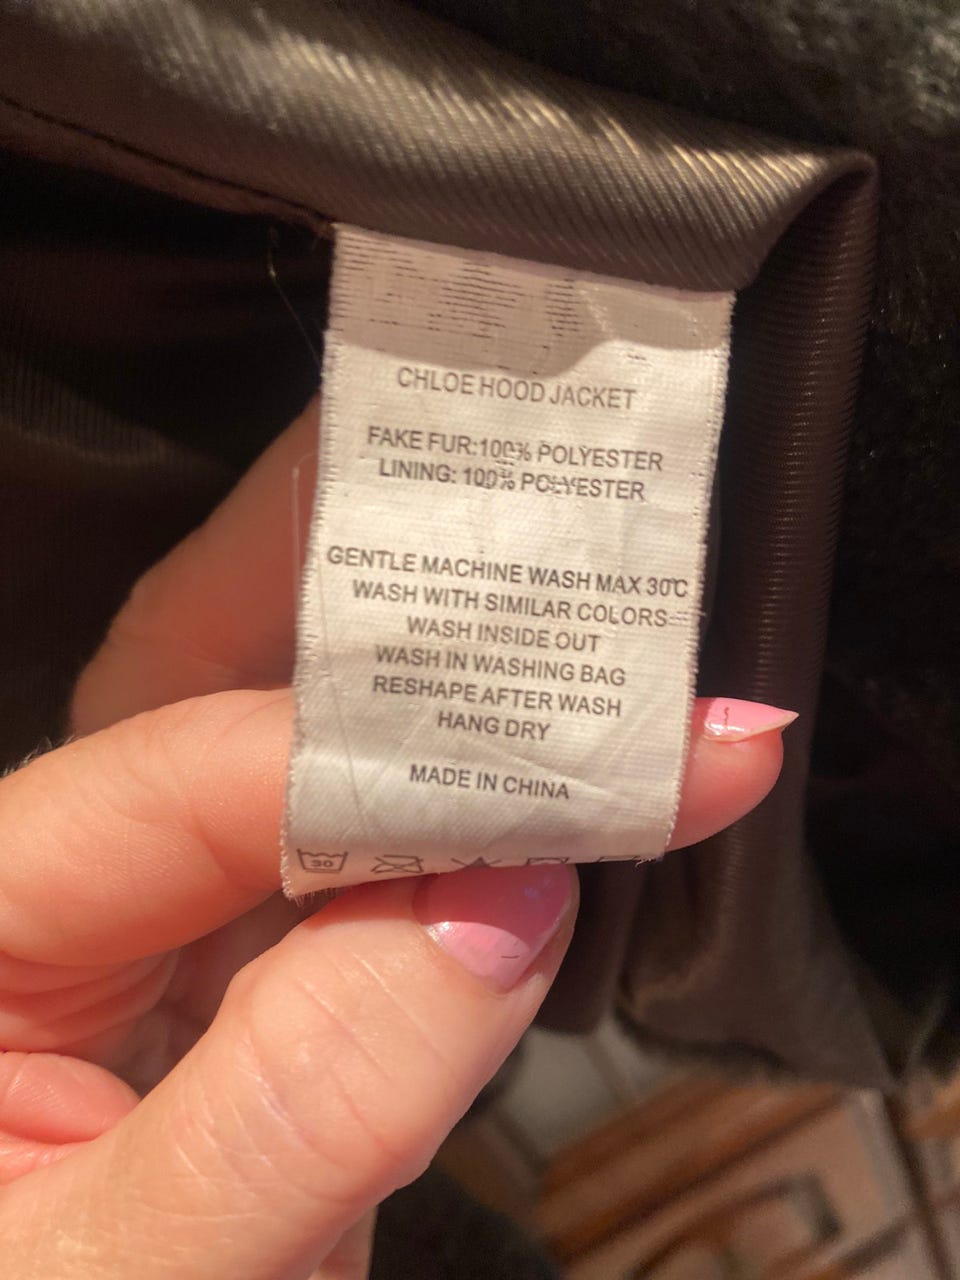 CHLOE HOOD JACKET
FAKE FUR:100% POLYESTER
LINING: 100% POLYESTER
GENTLE MACHINE WASH MAX 30℃
WASH WITH SIMILAR COLORS
WASH INSIDE OUT
WASH IN WASHING BAG
RESHAPE AFTER WASH
HANG DRY
MADE IN CHINA
30